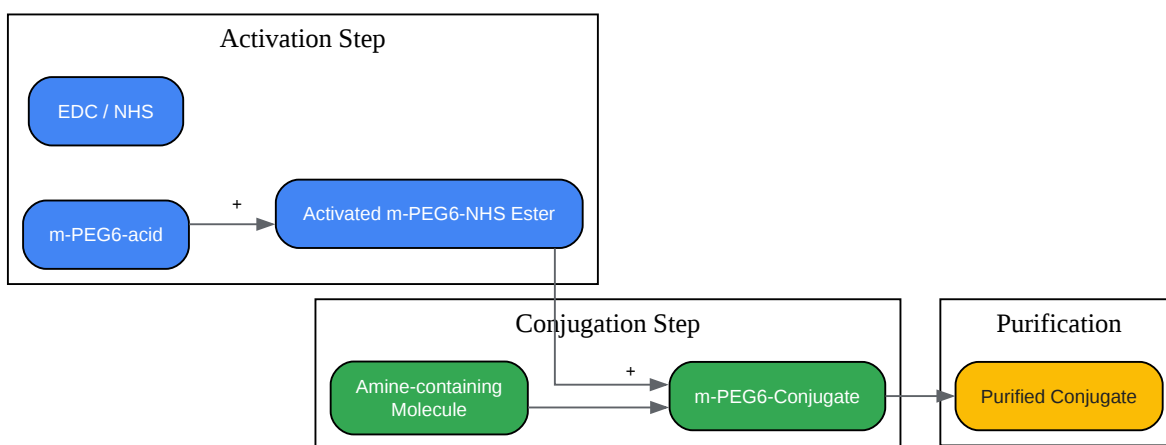 Activation Step
EDC / NHS
+
Activated m-PEG6-NHS Ester
m-PEG6-acid
Conjugation Step
Purification
+
Amine-containing
Molecule
m-PEG6-Conjugate
Purified Conjugate